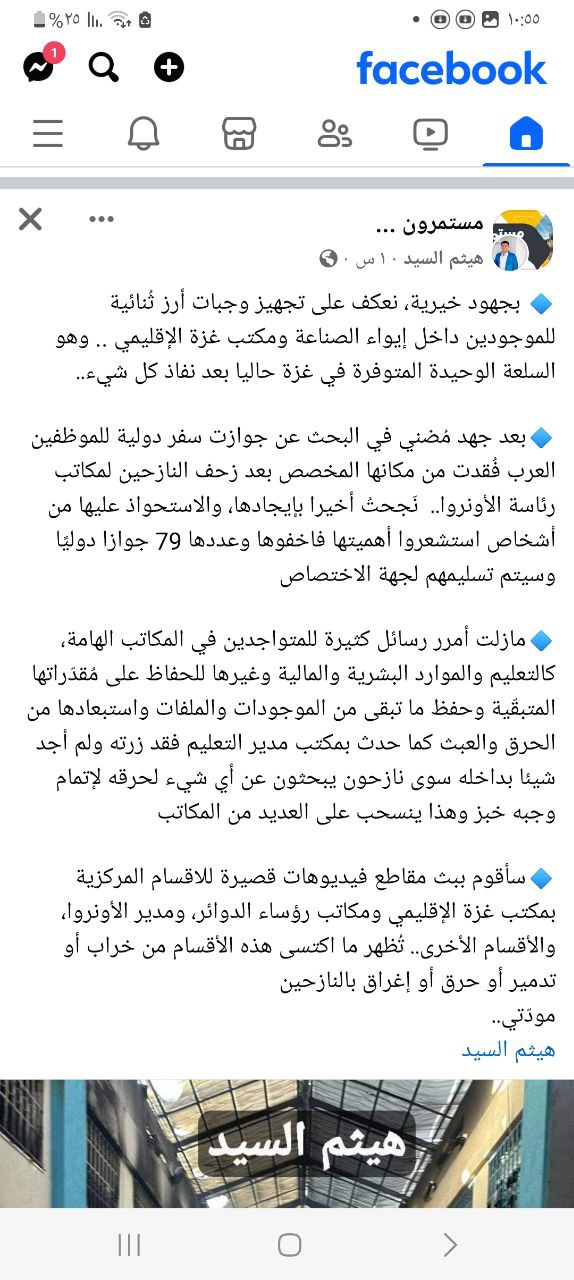 %٢٥
١٠:٥٥
1
facebook
مستمرون ...
هيثم السيد ١٠ س ·
🔷 بجهود خيرية، نعكف على تجهيز وجبات أرز ثُنائية
للموجودين داخل إيواء الصناعة ومكتب غزة الإقليمي .. وهو
السلعة الوحيدة المتوفرة في غزة حاليا بعد نفاذ كل شيء..
🔷بعد جهد مُضني في البحث عن جوازت سفر دولية للموظفين
العرب فُقدت من مكانها المخصص بعد زحف النازحين لمكاتب
رئاسة الأونروا.. نَجحتُ أخيرا بإيجادها، والاستحواذ عليها من
أشخاص استشعروا أهميتها فاخفوها وعددها 79 جوازا دوليًا
وسيتم تسليمهم لجهة الاختصاص
🔷مازلت أمرر رسائل كثيرة للمتواجدين في المكاتب الهامة،
كالتعليم والموارد البشرية والمالية وغيرها للحفاظ على مُقدّراتها
المتبقّية وحفظ ما تبقى من الموجودات والملفات واستبعادها من
الحرق والعبث كما حدث بمكتب مدير التعليم فقد زرته ولم أجد
شيئا بداخله سوى نازحون يبحثون عن أي شيء لحرقه لإتمام
وجبه خبز وهذا ينسحب على العديد من المكاتب
🔷سأقوم ببث مقاطع فيديوهات قصيرة للاقسام المركزية
بمكتب غزة الإقليمي ومكاتب رؤساء الدوائر، ومدير الأونروا،
والأقسام الأخرى.. تُظهر ما اكتسى هذه الأقسام من خراب أو
تدمير أو حرق أو إغراق بالنازحين
مودّتي..
هيثم السيد
هيثم السيد